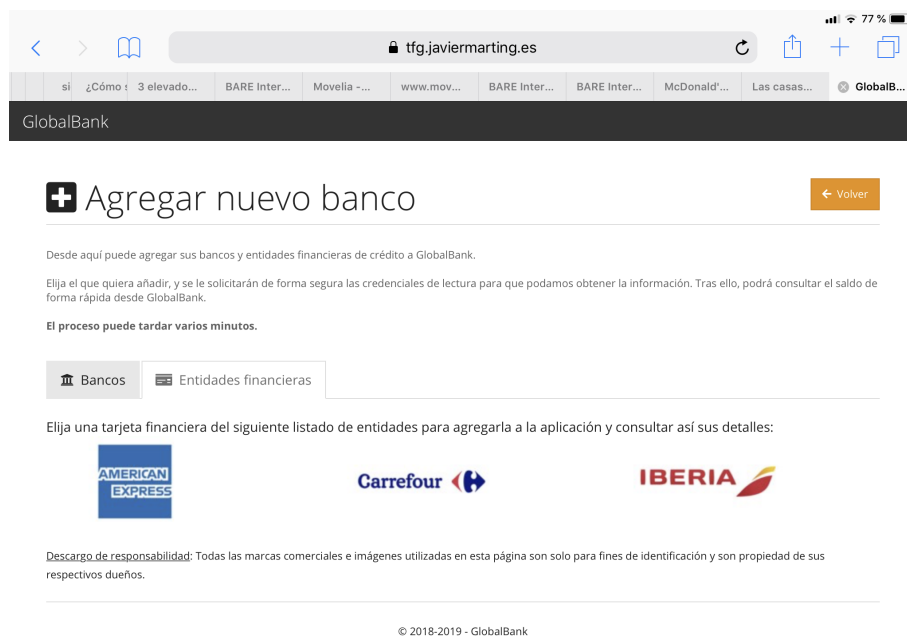 77 %
tfg.javiermarting.es
si ¿Cómo s 3 elevado... BARE Inter... Movelia -... www.mov... BARE Inter... BARE Inter... McDonald'... Las casas... GlobalB...
GlobalBank
Agregar nuevo banco
Volver
Desde aquí puede agregar sus bancos y entidades financieras de crédito a GlobalBank.
Elija el que quiera añadir, y se le solicitarán de forma segura las credenciales de lectura para que podamos obtener la información. Tras ello, podrá consultar el saldo de
forma rápida desde GlobalBank.
El proceso puede tardar varios minutos.
Bancos Entidades financieras
Elija una tarjeta financiera del siguiente listado de entidades para agregarla a la aplicación y consultar así sus detalles:
AMERICAN
EXPRESS
Carrefour
IBERIA
Descargo de responsabilidad: Todas las marcas comerciales e imágenes utilizadas en esta página son solo para fines de identificación y son propiedad de sus
respectivos dueños.
© 2018-2019 - GlobalBank